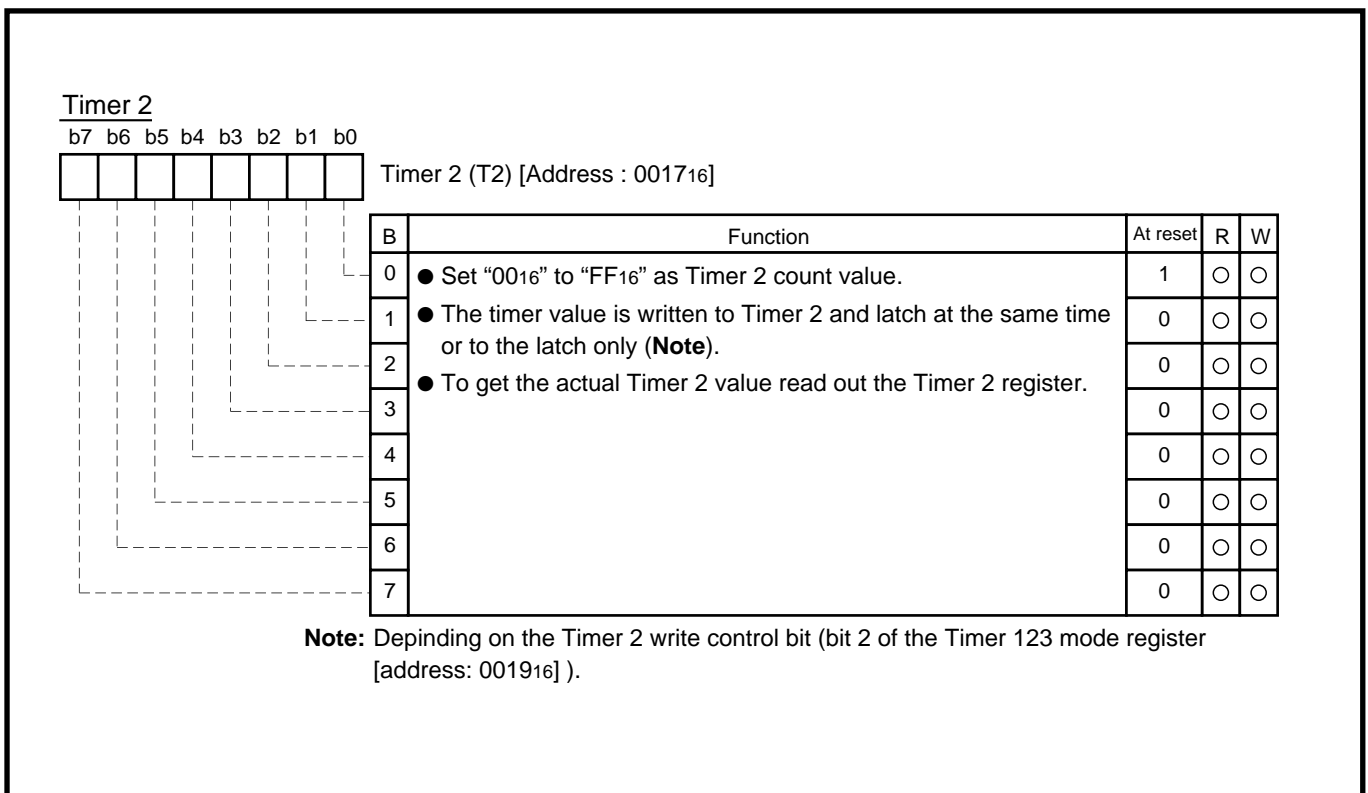 Timer 2
b7 b6 b5 b4 b3 b2 b1 b0
Timer 2 (T2) [Address : 001716]
B Function At reset R W
0 ● Set “0016” to “FF16” as Timer 2 count value. 1 ○ ○
1 ● The timer value is written to Timer 2 and latch at the same time 0 ○ ○
or to the latch only (Note).
2 0 ○ ○
● To get the actual Timer 2 value read out the Timer 2 register.
3 0 ○ ○
4 0 ○ ○
5 0 ○ ○
6 0 ○ ○
7 0 ○ ○
Note: Depinding on the Timer 2 write control bit (bit 2 of the Timer 123 mode register
[address: 001916] ).